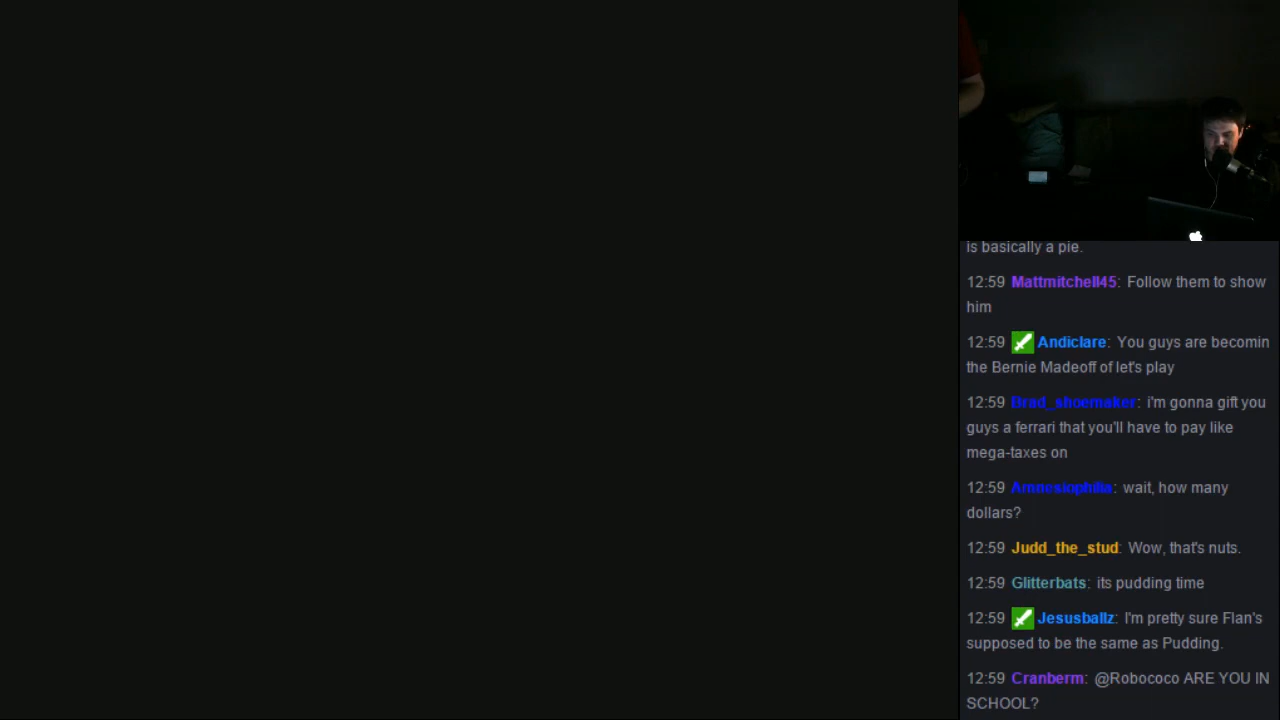 is basically a pie.
12:59 Mattmitchell45: Follow them to show
him
12:59 Andiclare: You guys are becomin
the Bernie Madeoff of let's play
12:59 Brad_shoemaker: i'm gonna gift you
guys a ferrari that you'll have to pay like
mega-taxes on
12:59 Amnesiophilia: wait, how many
dollars?
12:59 Judd_the_stud: Wow, that's nuts.
12:59 Glitterbats: its pudding time
12:59 Jesusballz: I'm pretty sure Flan's
supposed to be the same as Pudding.
12:59 Cranberm: @Robococo ARE YOU IN
SCHOOL?